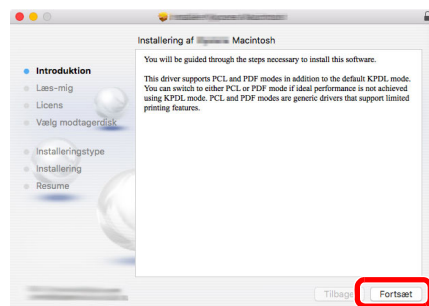 Installering af Macintosh
Introduktion
Læs-mig
Licens
Vælg modtagerdisk
Installeringstype
Installering
Resume
You will be guided through the steps necessary to install this software.
This driver supports PCL and PDF modes in addition to the default KPDL mode.
You can switch to either PCL or PDF mode if ideal performance is not achieved
using KPDL mode. PCL and PDF modes are generic drivers that support limited
printing features.
Tilbage
Fortsæt